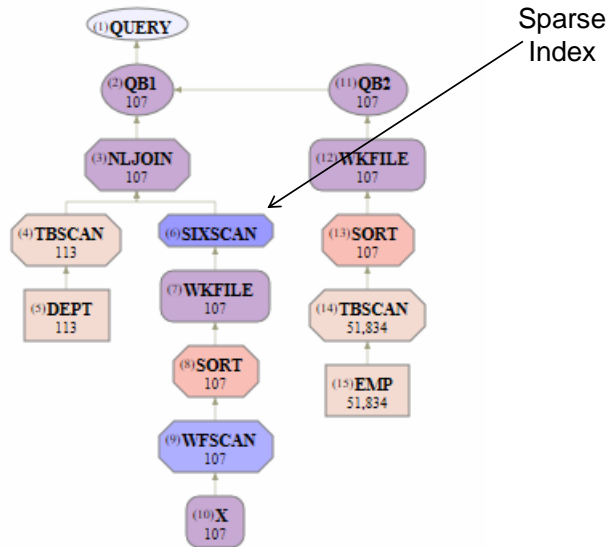 Sparse
Index
(1)QUERY
(2)QB1
107
(11)QB2
107
(3)NLJOIN
107
(12)WKFILE
107
(4)TBSCAN
113
(6)SIXSCAN
(13)SORT
107
(5)DEPT
113
(7)WKFILE
107
(14)TBSCAN
51,834
(8)SORT
107
(15)EMP
51,834
(9)WFSCAN
107
(10)X
107